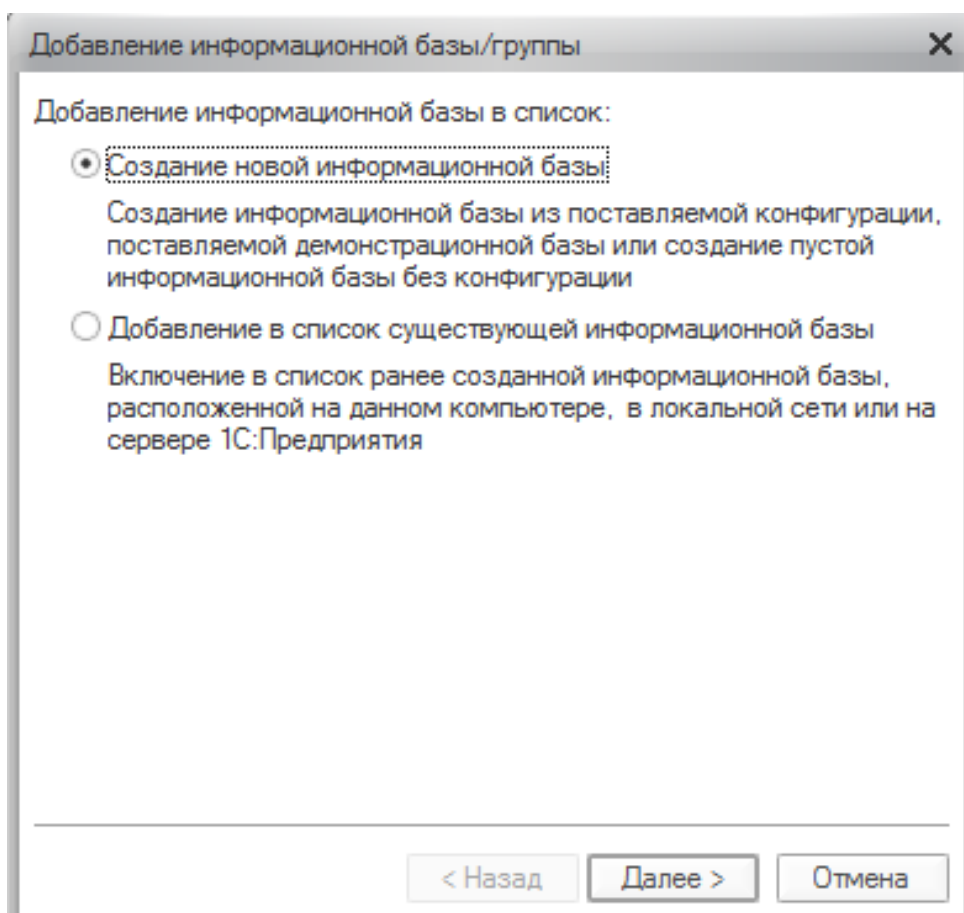 Добавление информационной базы/группы
Добавление информационной базы в список:
Создание новой информационной базы
Создание информационной базы из поставляемой конфигурации,
поставляемой демонстрационной базы или создание пустой
информационной базы без конфигурации
Добавление в список существующей информационной базы
Включение в список ранее созданной информационной базы,
расположенной на данном компьютере, в локальной сети или на
сервере 1С:Предприятия
< Назад Далее > Отмена